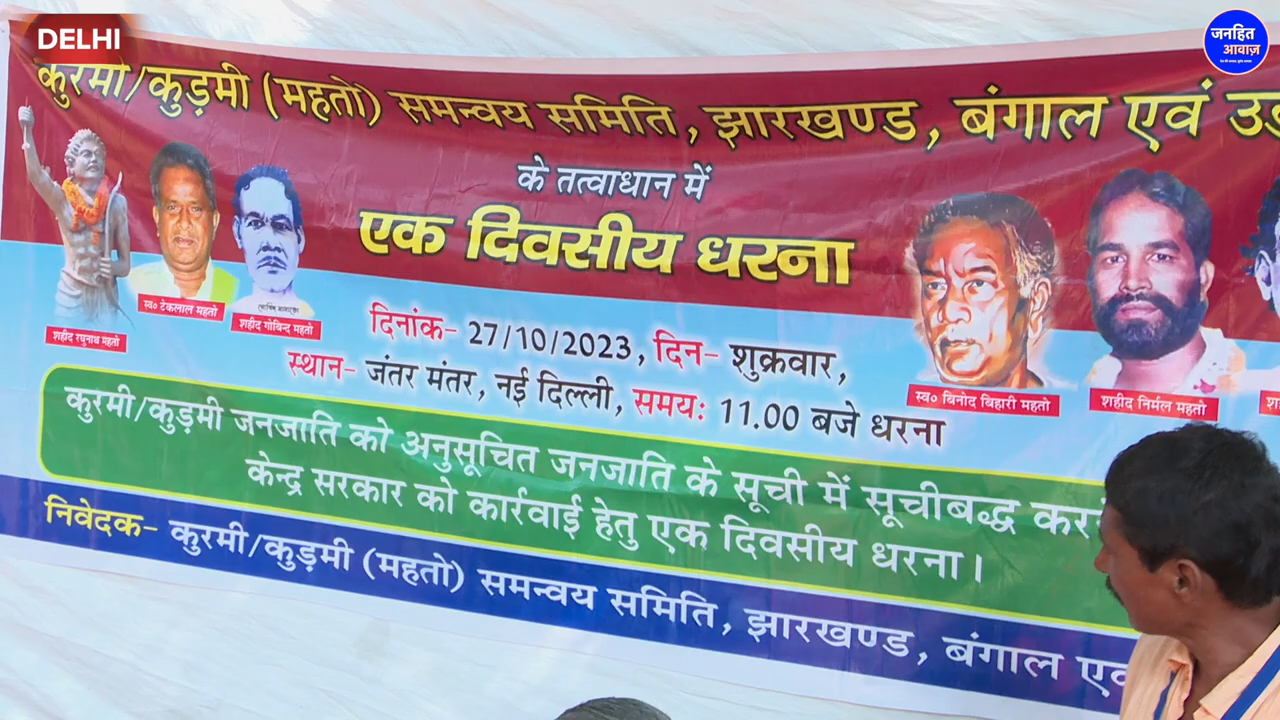 DELHI
जनहित
आवाज़
कुरमी/कुड़मी (महतो) समन्वय समिति, झारखण्ड, बंगाल एवं
के तत्वाधान में
एक दिवसीय धरना
दिनांक- 27/10/2023, दिन- शुक्रवार,
स्थान- जंतर मंतर, नई दिल्ली, समय: 11.00 बजे धरना
शहीद रघुनाथ महतो
स्व० टेकलाल महतो
शहीद गोविन्द महतो
स्व० बिनोद बिहारी महतो
शहीद निर्मल महतो
कुरमी/कुड़मी जनजाति को अनुसूचित जनजाति के सूची में सूचीबद्ध
केन्द्र सरकार को कार्रवाई हेतु एक दिवसीय धरना।
निवेदक- कुरमी/कुड़मी (महतो) समन्वय समिति, झारखण्ड, बंगाल